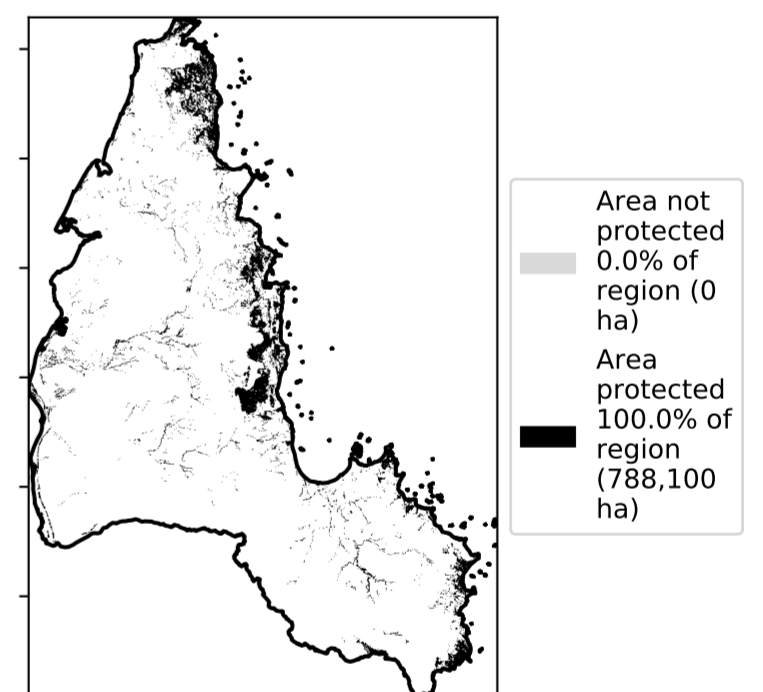 Area not
protected
0.0% of
region (0
ha)
Area
protected
100.0% of
region
(788,100
ha)